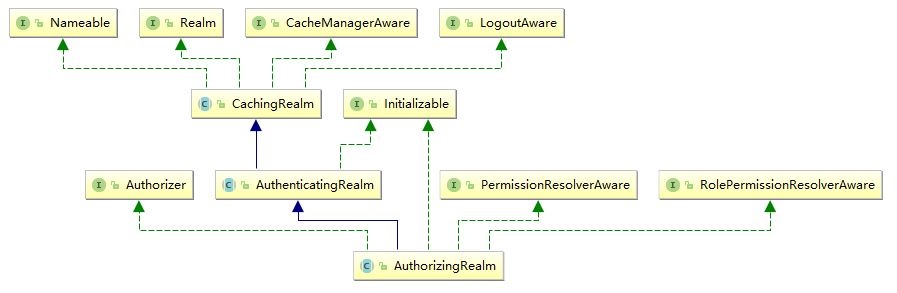 I Nameable
I Realm
I CacheManagerAware
I LogoutAware
C CachingRealm
I Initializable
I Authorizer
C AuthenticatingRealm
I PermissionResolverAware
I RolePermissionResolverAware
C AuthorizingRealm